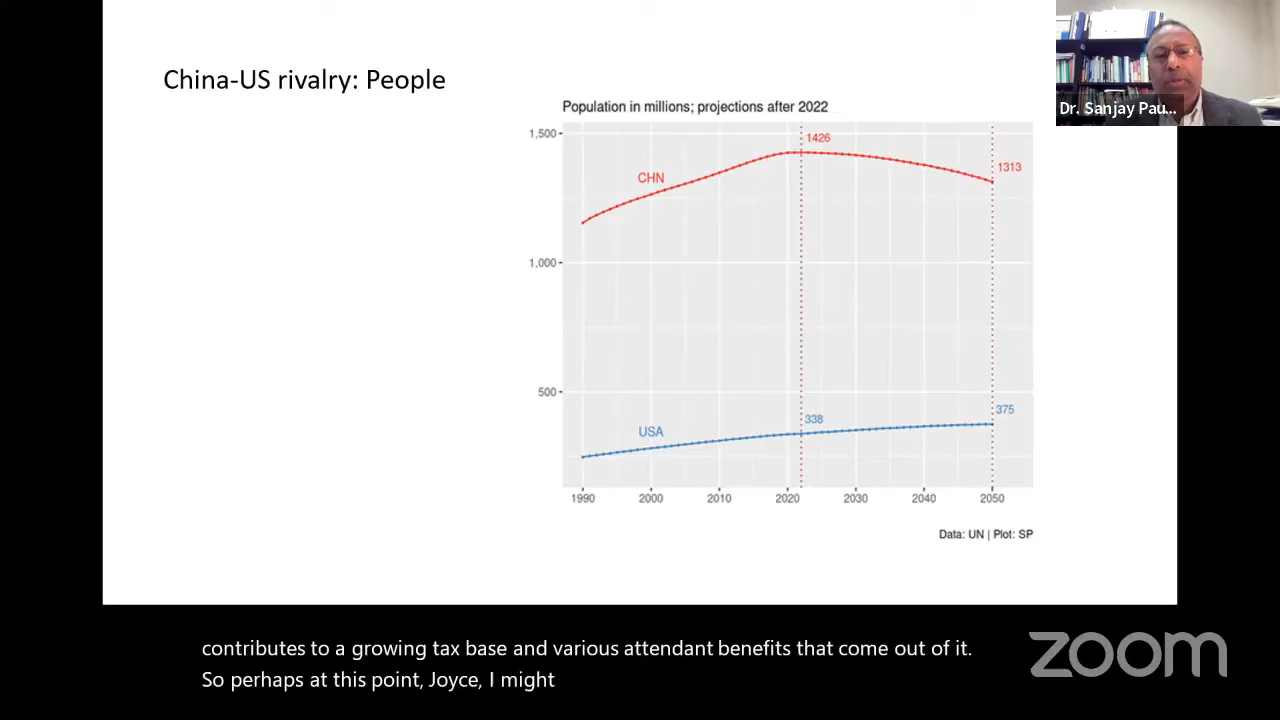 China-US rivalry: People
Dr. Sanjay Pau...
Population in millions; projections after 2022
1,500
1426
CHN
1313
1,000
500
USA
338
375
1990 2000 2010 2020 2030 2040 2050
Data: UN | Plot: SP
contributes to a growing tax base and various attendant benefits that come out of it.
So perhaps at this point, Joyce, I might
zoom